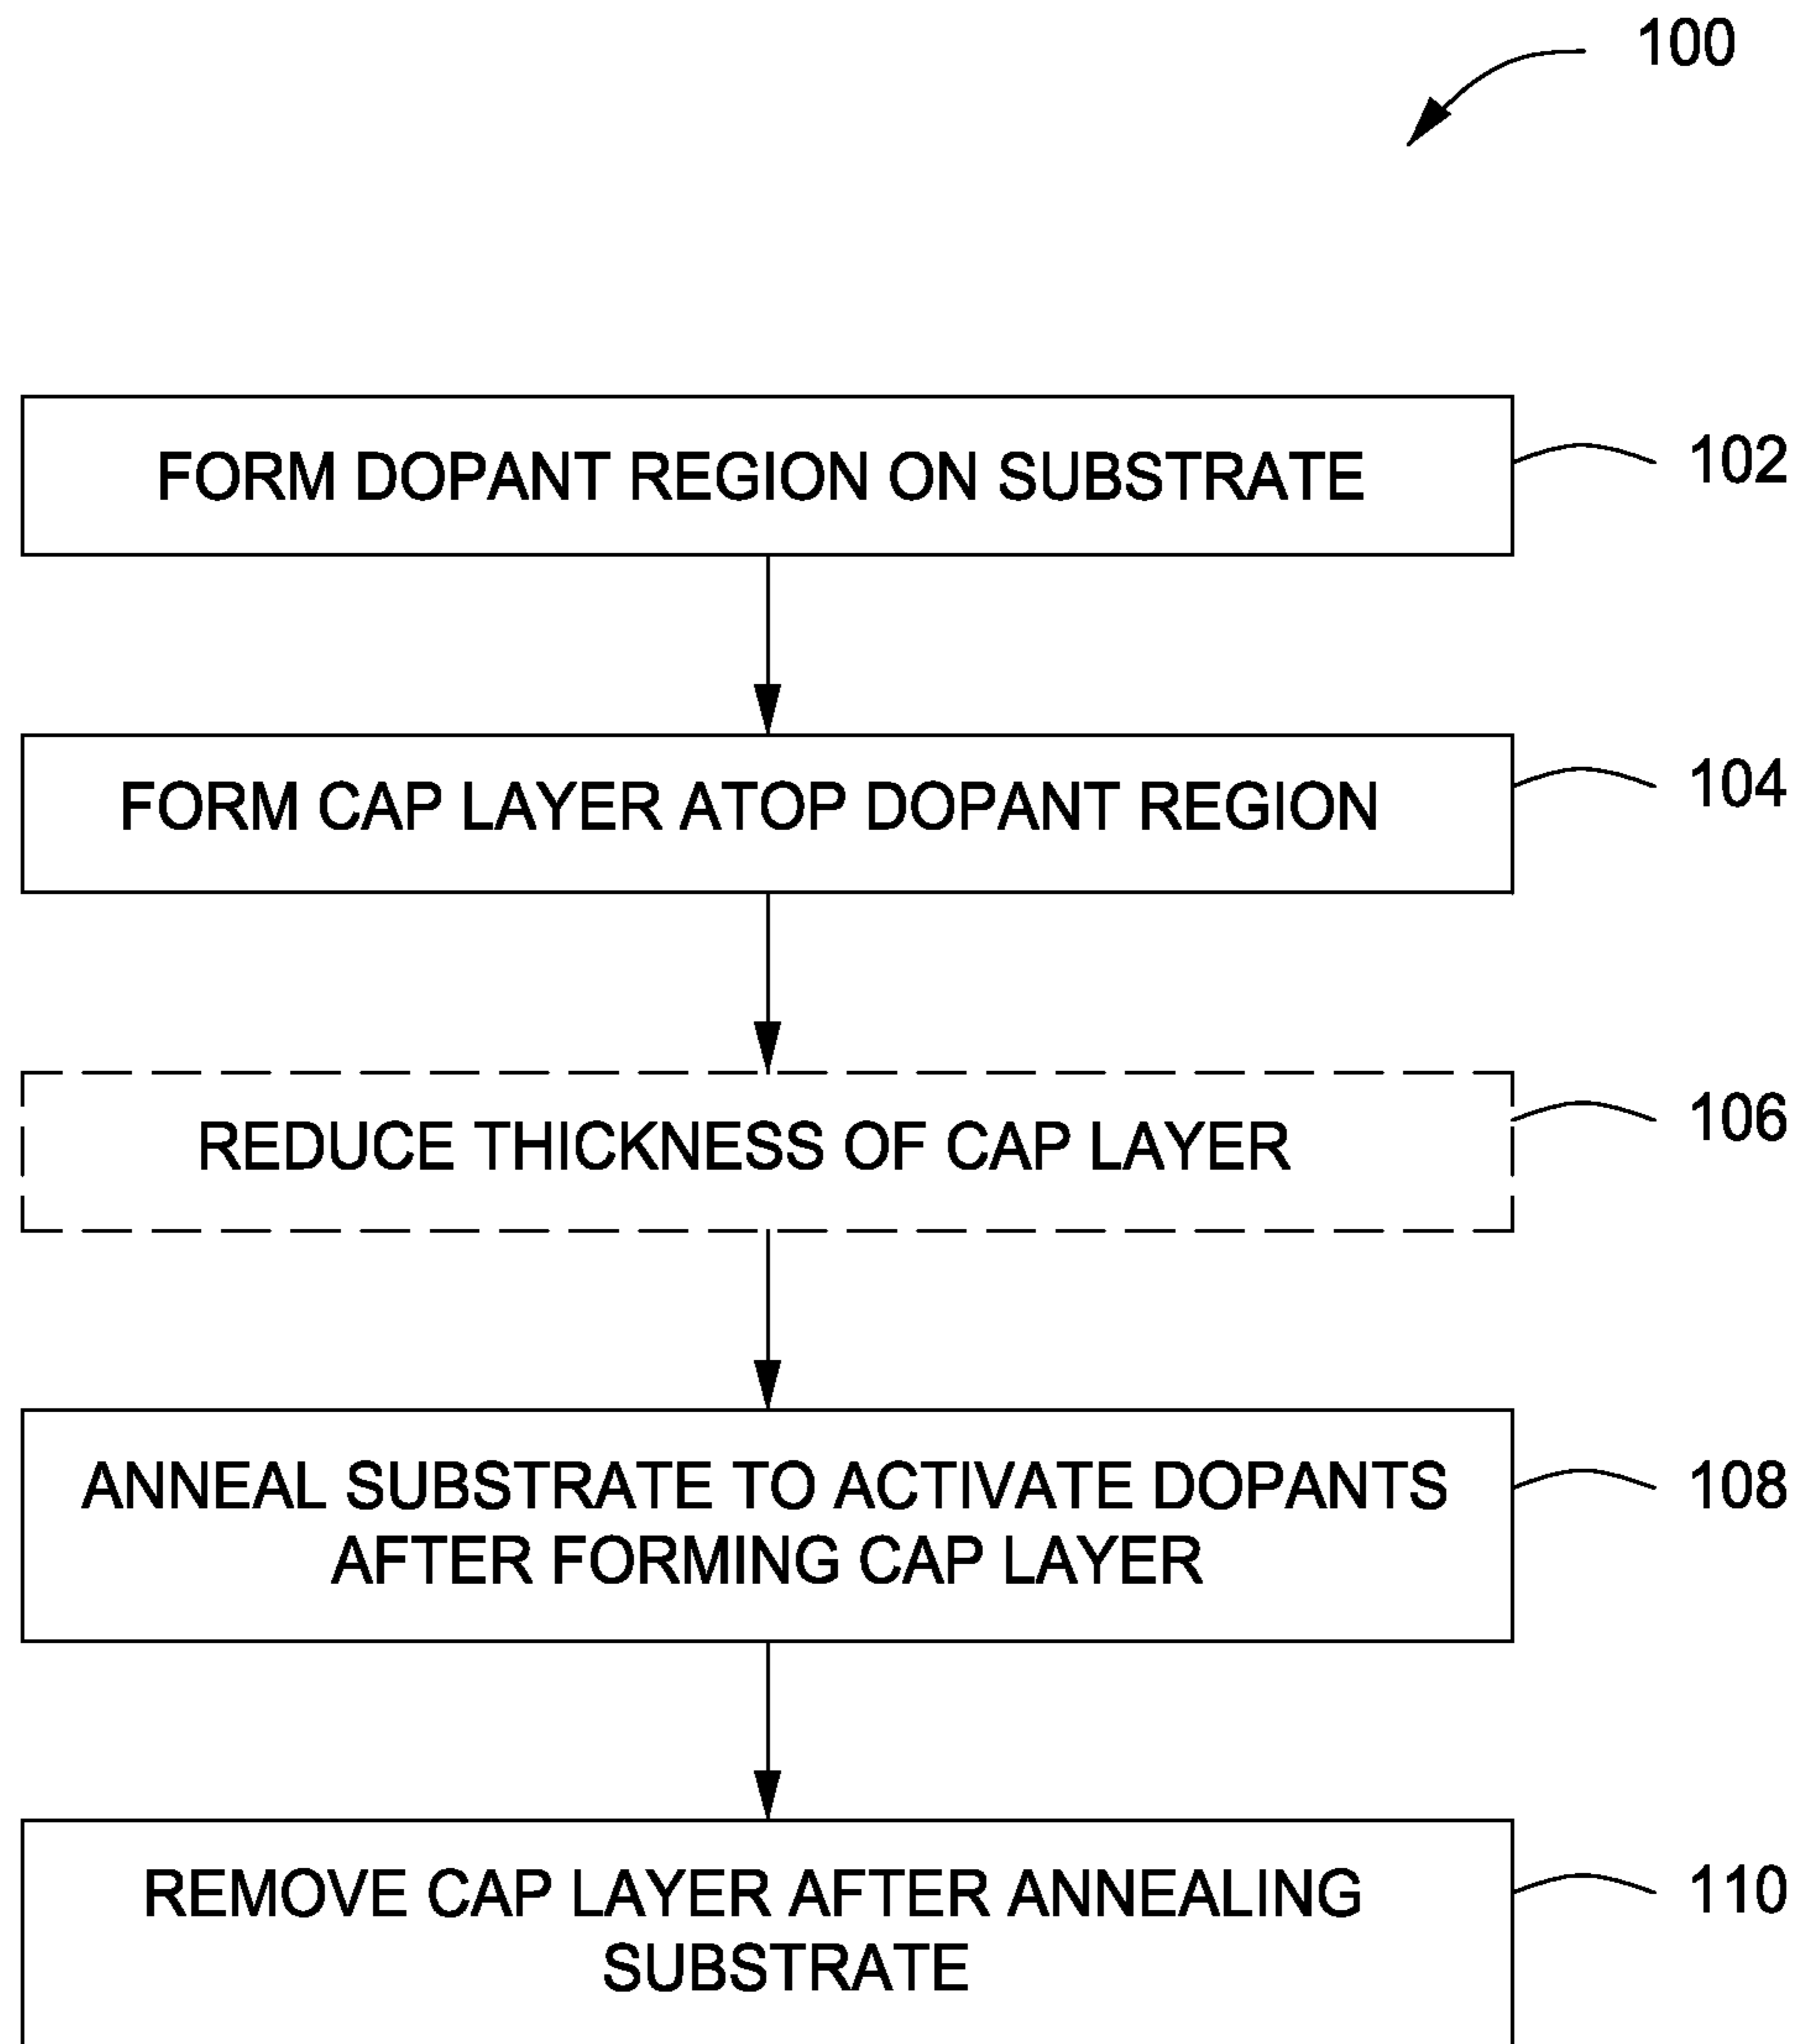 100
FORM DOPANT REGION ON SUBSTRATE
102
FORM CAP LAYER ATOP DOPANT REGION
104
REDUCE THICKNESS OF CAP LAYER
106
ANNEAL SUBSTRATE TO ACTIVATE DOPANTS
AFTER FORMING CAP LAYER
108
REMOVE CAP LAYER AFTER ANNEALING
SUBSTRATE
110